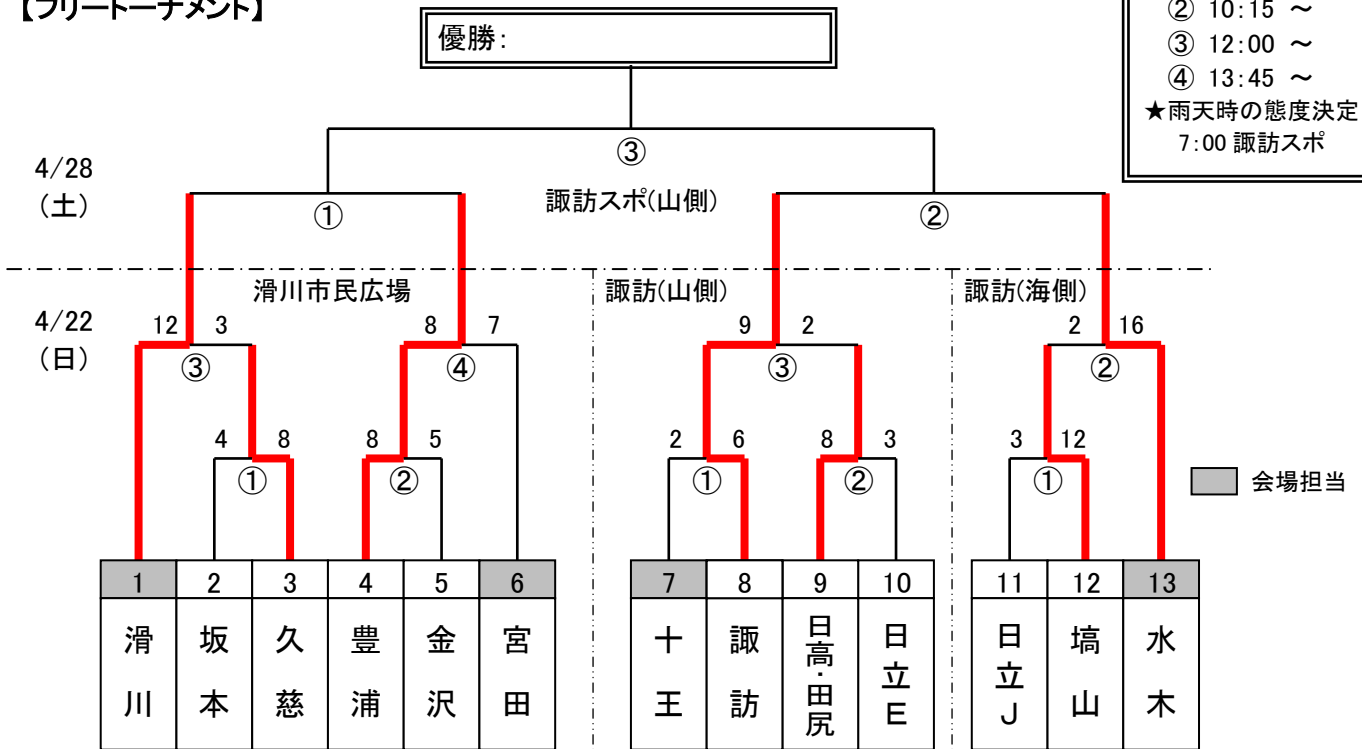 【フリートーナメント】
優勝:
② 10:15 ～
③ 12:00 ～
④ 13:45 ～
★雨天時の態度決定
7:00 諏訪スポ
③
4/28
(土)
諏訪スポ(山側)
① ②
滑川市民広場 諏訪(山側) 諏訪(海側)
4/22
(日)
12 3 8 7 9 2 2 16
③ ④ ③ ②
4 8 8 5 2 6 8 3 3 12
① ② ① ② ①
会場担当
1 2 3 4 5 6 7 8 9 10 11 12 13
滑川 坂本 久慈 豊浦 金沢 宮田 十王 諏訪 日高・田尻 日立E 日立J 塙山 水木